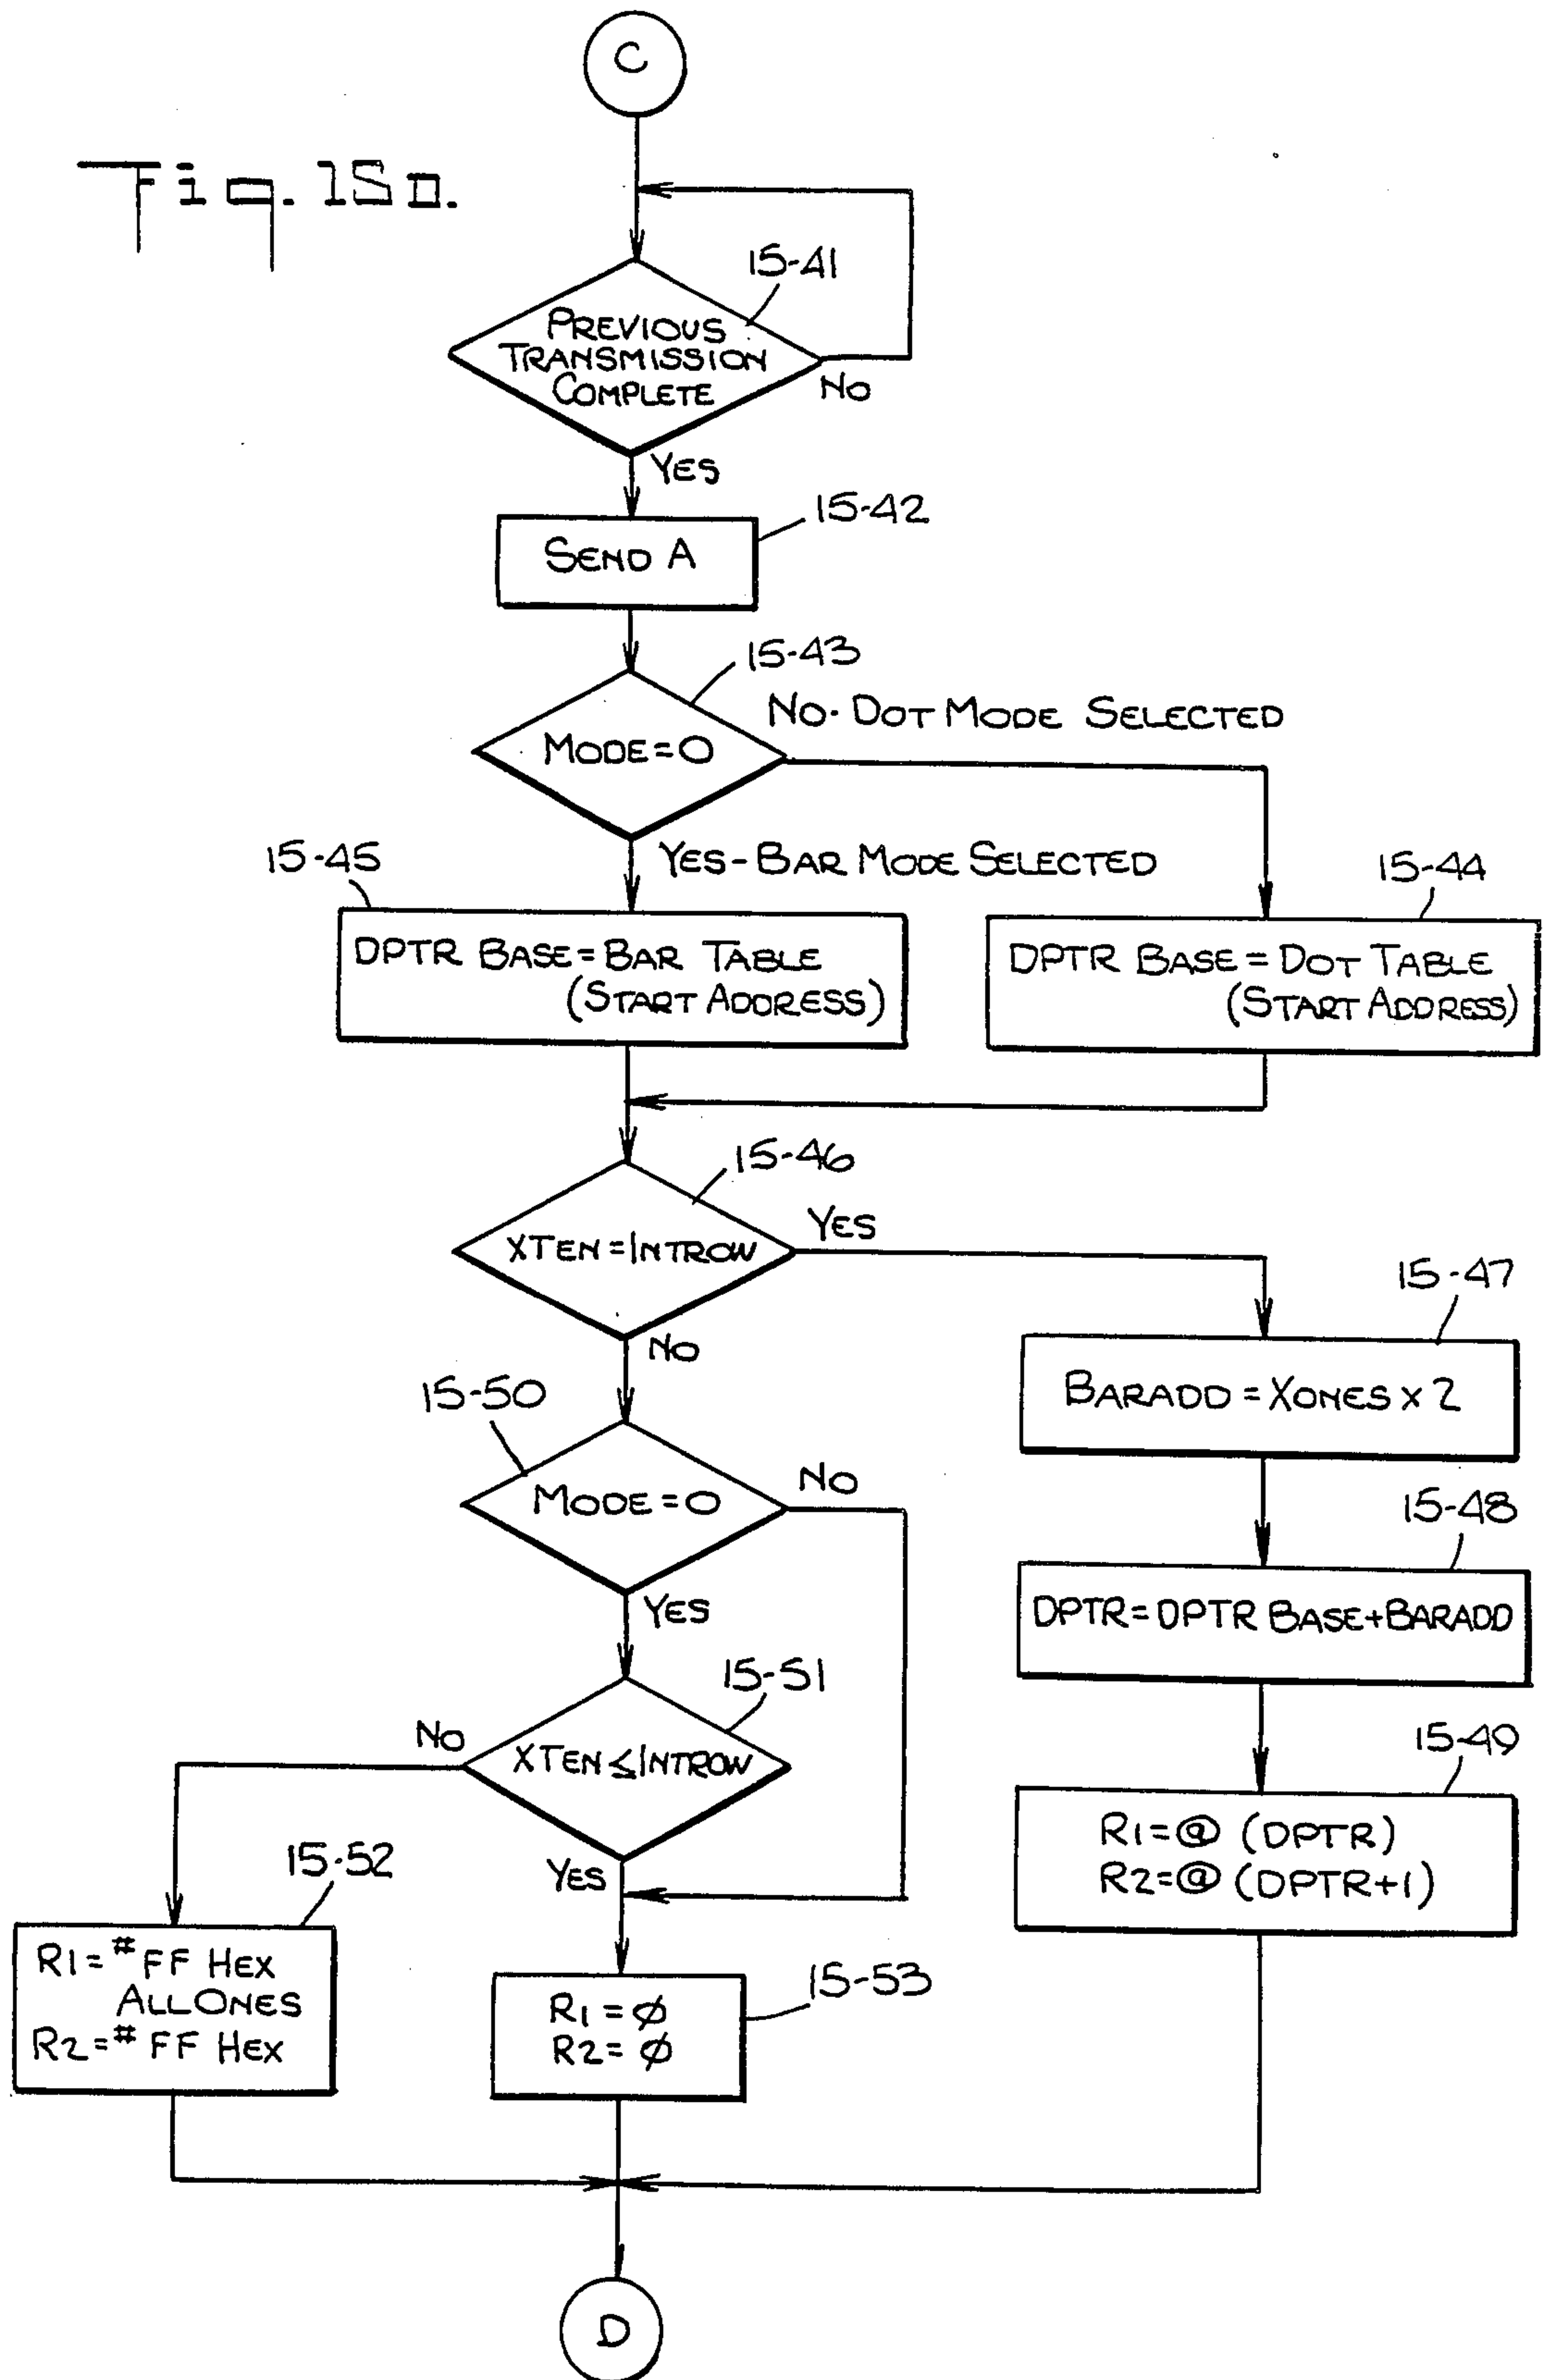 C
Fig. 15D.
15-41
PREVIOUS
TRANSMISSION
COMPLETE
NO
YES
15-42
SEND A
15-43
NO-DOT MODE SELECTED
MODE=0
YES-BAR MODE SELECTED
15-45
15-44
DPTR BASE=BAR TABLE
(START ADDRESS)
DPTR BASE=DOT TABLE
(START ADDRESS)
15-46
YES
XTEN=INTROW
NO
15-47
BARADD=XONES x 2
15-50
NO
MODE=0
YES
15-48
DPTR=DPTR BASE+BARADD
15-51
NO
XTEN≤INTROW
YES
15-49
R1=@ (DPTR)
R2=@ (DPTR+1)
15-52
R1=#FF HEX
ALL ONES
R2=#FF HEX
15-53
R1=Ø
R2=Ø
D